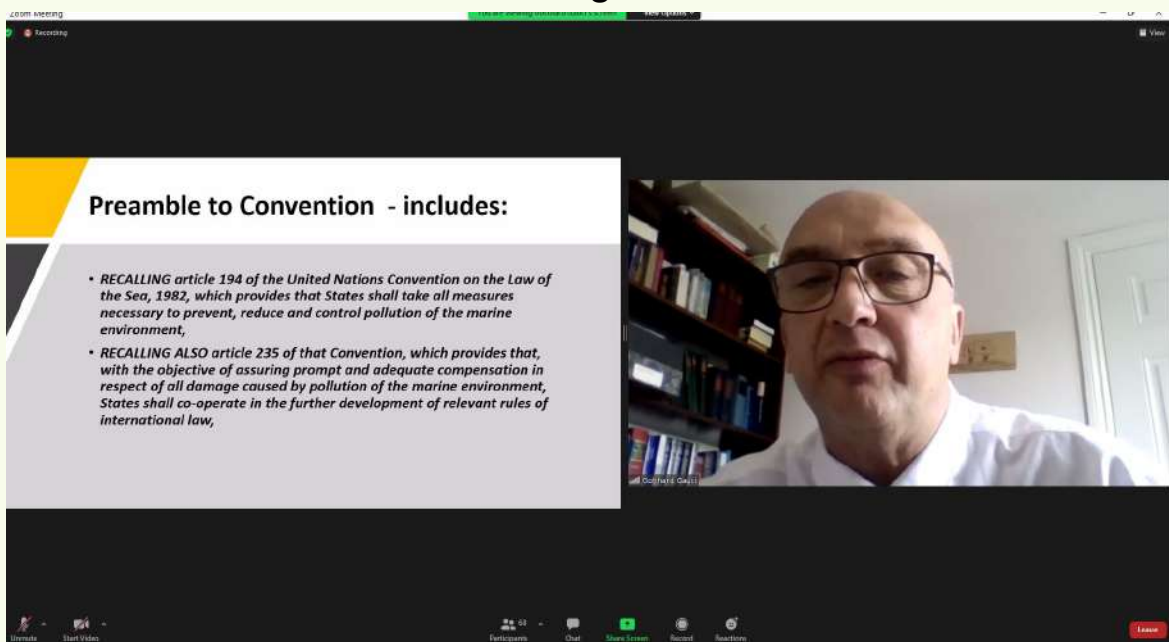 Zoom Meeting
View Options
Recording
View
Preamble to Convention - includes:
• RECALLING article 194 of the United Nations Convention on the Law of
the Sea, 1982, which provides that States shall take all measures
necessary to prevent, reduce and control pollution of the marine
environment,
• RECALLING ALSO article 235 of that Convention, which provides that,
with the objective of assuring prompt and adequate compensation in
respect of all damage caused by pollution of the marine environment,
States shall co-operate in the further development of relevant rules of
international law,
Gotthard Gauci
Unmute
Start Video
Participants
Chat
Share Screen
Record
Reactions
Leave